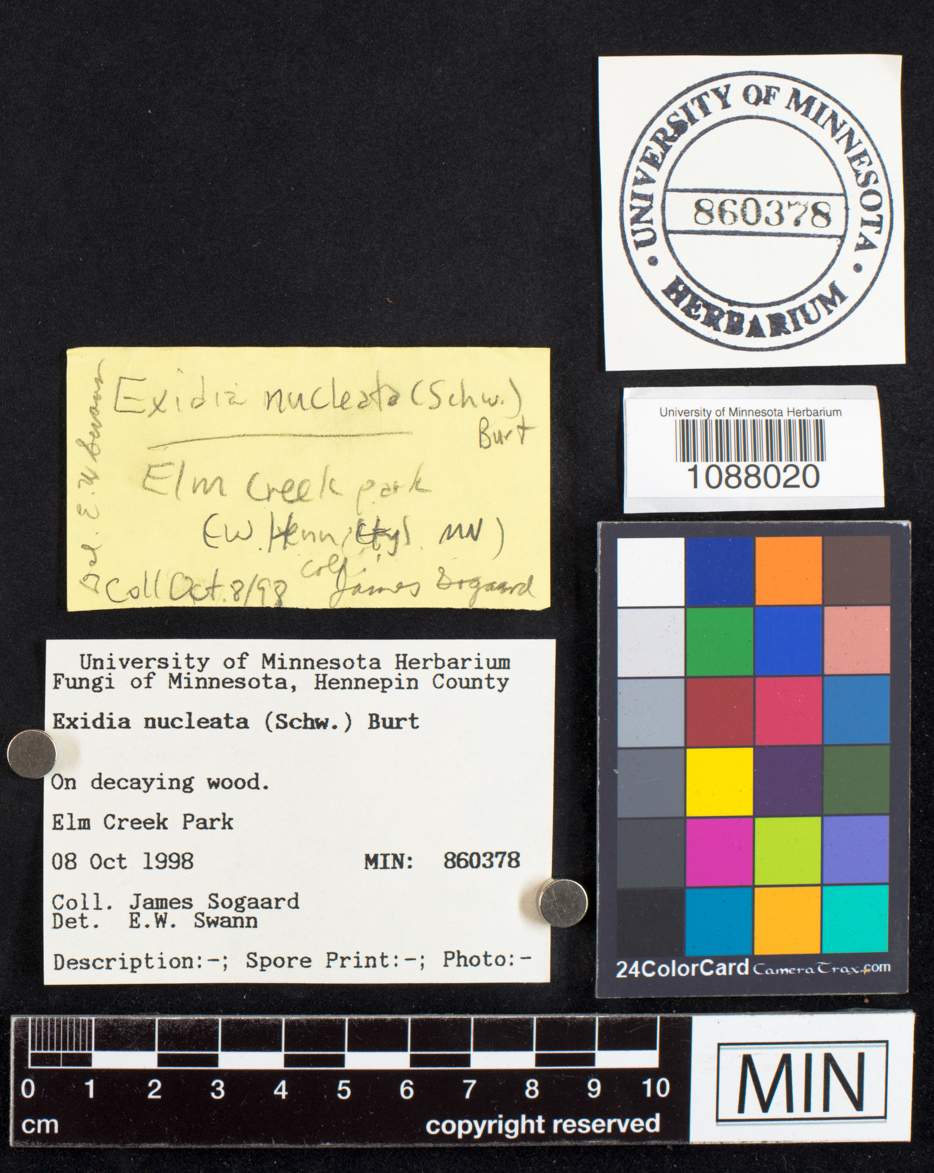 UNIVERSITY OF MINNESOTA
860378
• HERBARIUM •
Exidia nucleata (Schw.)
Burt
Elm Creek park
(W. Henn, Cty. MN)
coll.
Coll Oct. 8/98 James Sogaard
Det. E.W Swann
University of Minnesota Herbarium
1088020
University of Minnesota Herbarium
Fungi of Minnesota, Hennepin County
Exidia nucleata (Schw.) Burt
On decaying wood.
Elm Creek Park
08 Oct 1998 MIN: 860378
Coll. James Sogaard
Det. E.W. Swann
Description:-; Spore Print:-; Photo:-
24ColorCard CameraTrax.com
0 1 2 3 4 5 6 7 8 9 10
cm copyright reserved
MIN